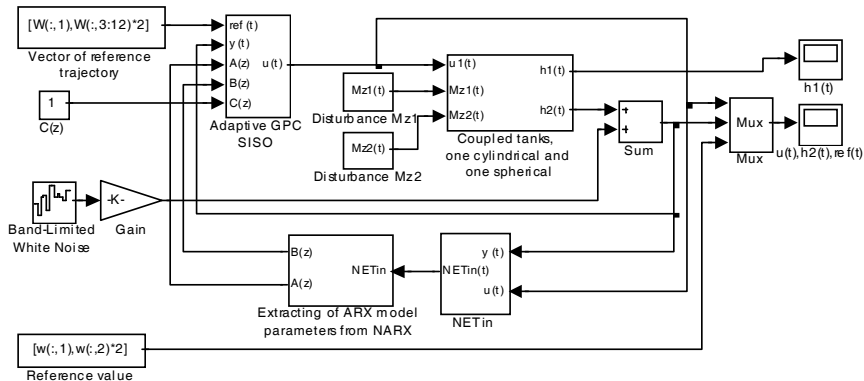 [W(:,1),W(:,3:12)*2]
Vector of reference
trajectory
1
C(z)
ref(t)
y(t)
A(z)
B(z)
C(z)
u(t)
Adaptive GPC
SISO
Mz1(t)
Disturbance Mz1
Mz2(t)
Disturbance Mz2
u1(t)
Mz1(t)
Mz2(t)
h1(t)
h2(t)
Coupled tanks,
one cylindrical and
one spherical
+
+
Sum
Mux
Mux
h1(t)
u(t),h2(t),ref(t)
Band-Limited
White Noise
-K-
Gain
B(z)
A(z)
NETin
Extracting of ARX model
parameters from NARX
y(t)
NETin(t)
u(t)
NETin
[w(:,1),w(:,2)*2]
Reference value